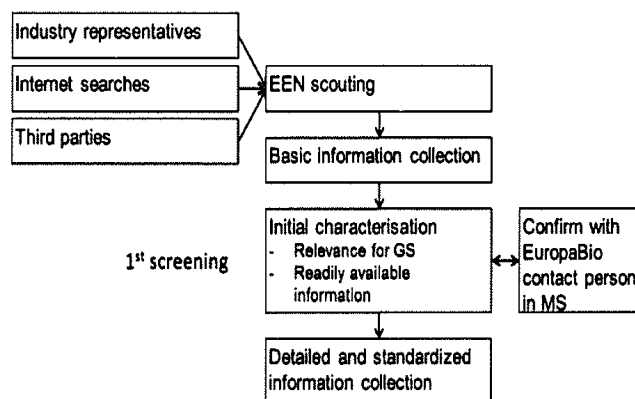 Industry representatives
Internet searches
Third parties
EEN scouting
Basic information collection
1st screening
Initial characterisation
- Relevance for GS
- Readily available
information
Confirm with
EuropaBio
contact person
in MS
Detailed and standardized
information collection